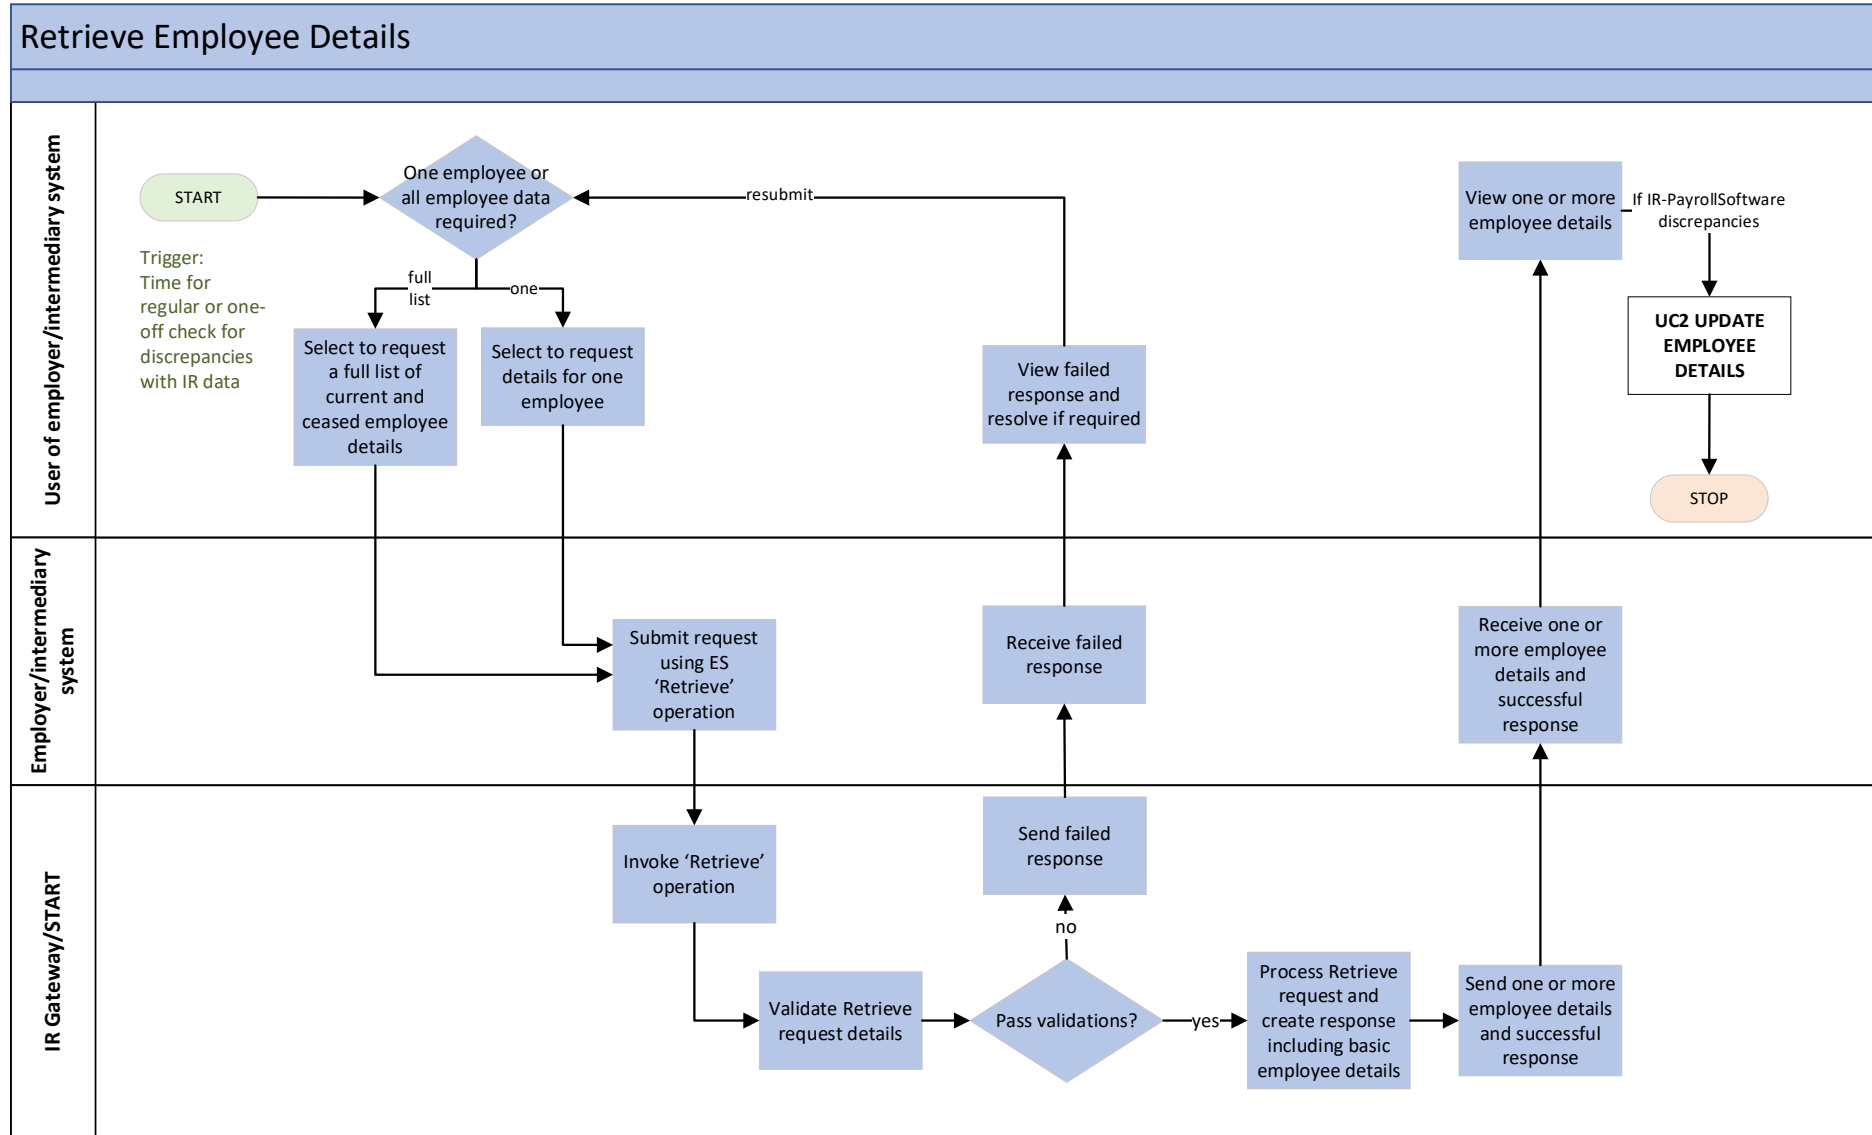 Retrieve Employee Details
User of employer/intermediary system
START
Trigger:
Time for
regular or one-
off check for
discrepancies
with IR data
One employee or
all employee data
required?
full
list
one
Select to request
a full list of
current and
ceased employee
details
Select to request
details for one
employee
resubmit
View failed
response and
resolve if required
View one or more
employee details
If IR-PayrollSoftware
discrepancies
UC2 UPDATE
EMPLOYEE
DETAILS
STOP
Employer/intermediary
system
Submit request
using ES
‘Retrieve’
operation
Receive failed
response
Receive one or
more employee
details and
successful
response
IR Gateway/START
Invoke ‘Retrieve’
operation
Validate Retrieve
request details
Send failed
response
no
Pass validations?
yes
Process Retrieve
request and
create response
including basic
employee details
Send one or more
employee details
and successful
response